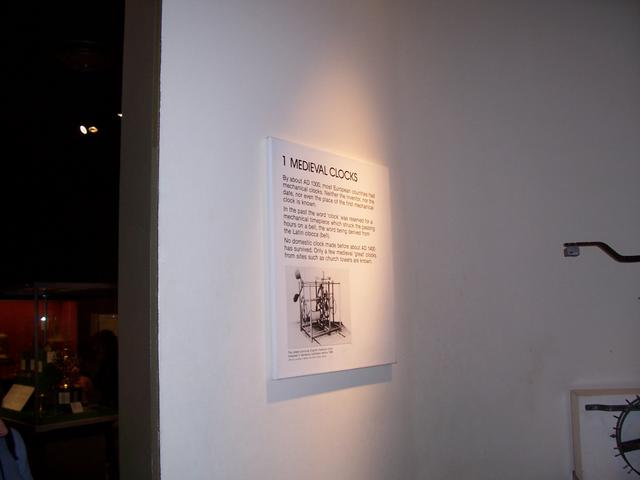 1 MEDIEVAL CLOCKS
By about AD 1300, most European countries had
mechanical clocks. Neither the inventor, nor the
date, nor even the place of the first mechanical
clock is known.
In the past the word 'clock' was reserved for a
mechanical timepiece which struck the passing
hours on a bell, the word being derived from
the Latin clocca (bell).
No domestic clock made before about AD 1400
has survived. Only a few medieval 'great' clocks
from sites such as church towers are known.